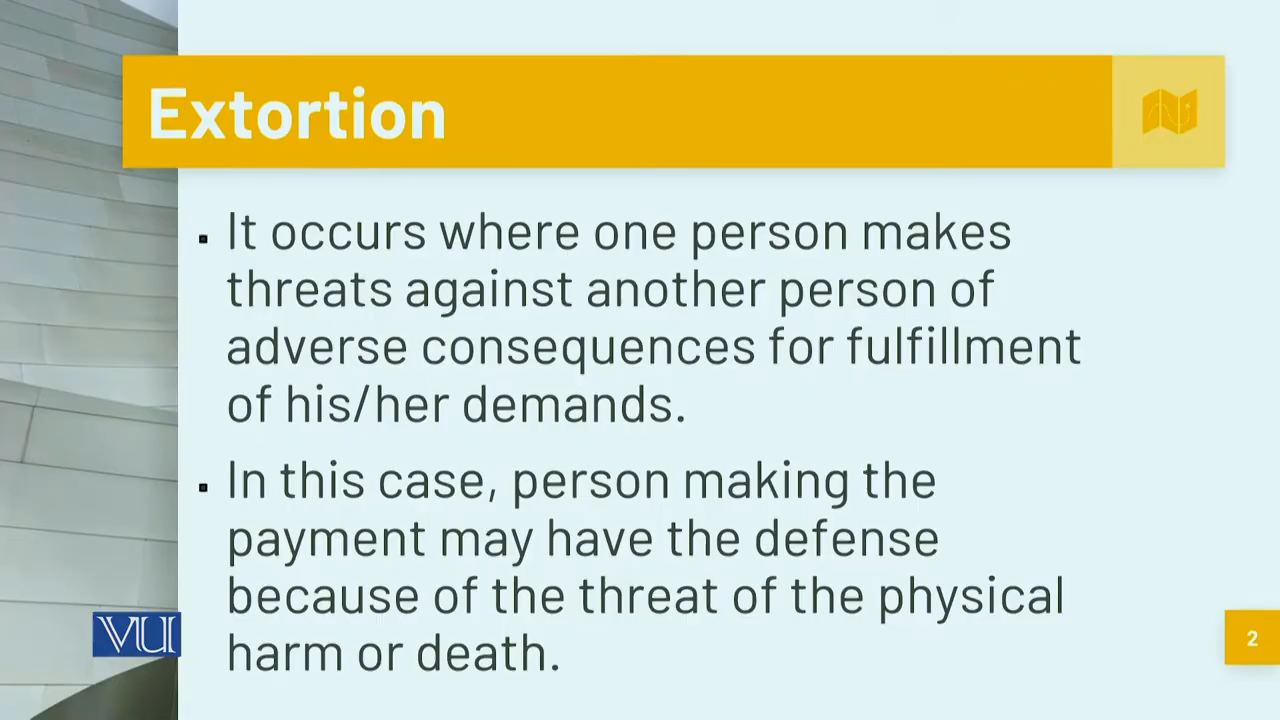 Extortion
It occurs where one person makes
threats against another person of
adverse consequences for fulfillment
of his/her demands.
In this case, person making the
payment may have the defense
because of the threat of the physical
harm or death.
VU
2